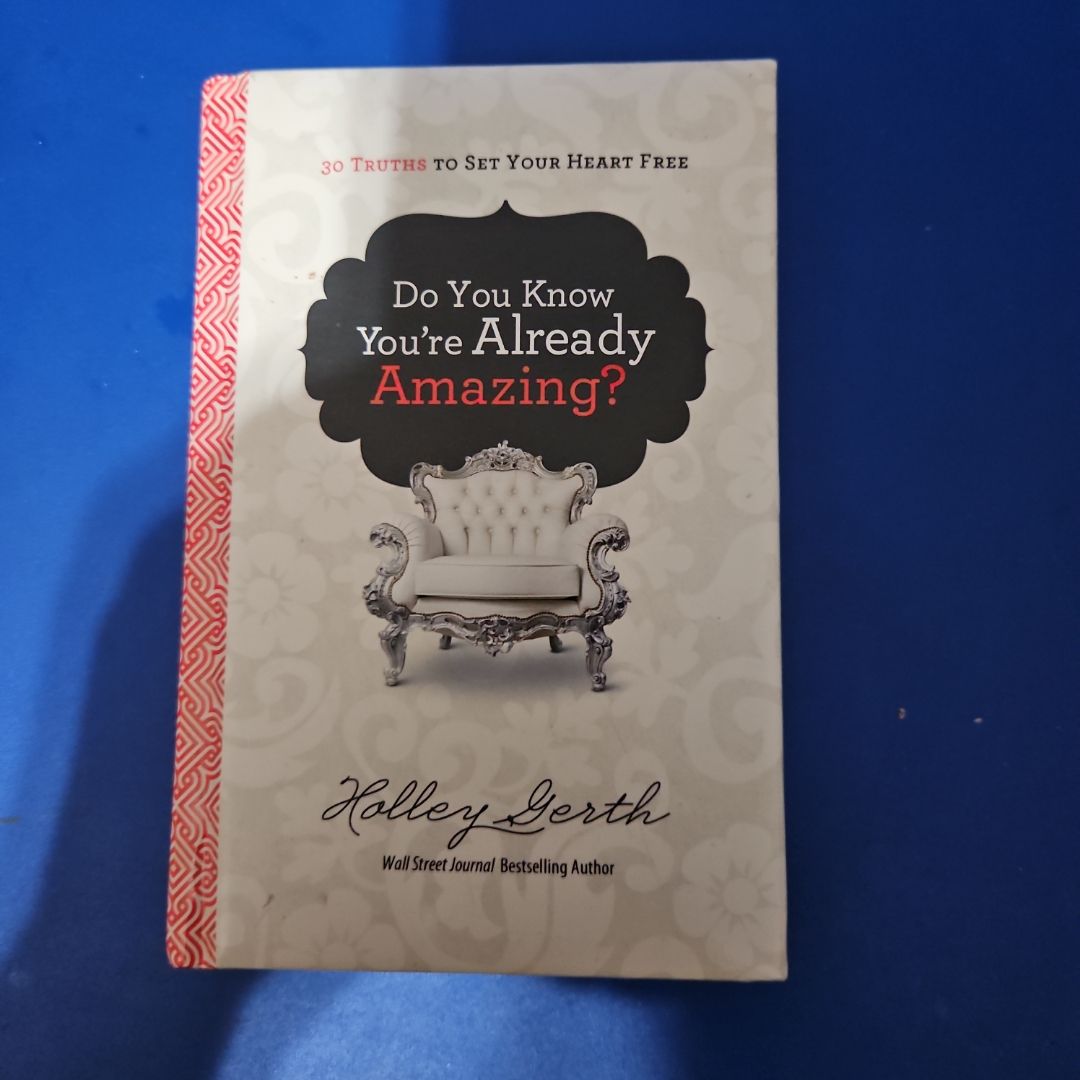 30 Truths to Set Your Heart Free
Do You Know
You're Already
Amazing?
Holley Gerth
Wall Street Journal Bestselling Author